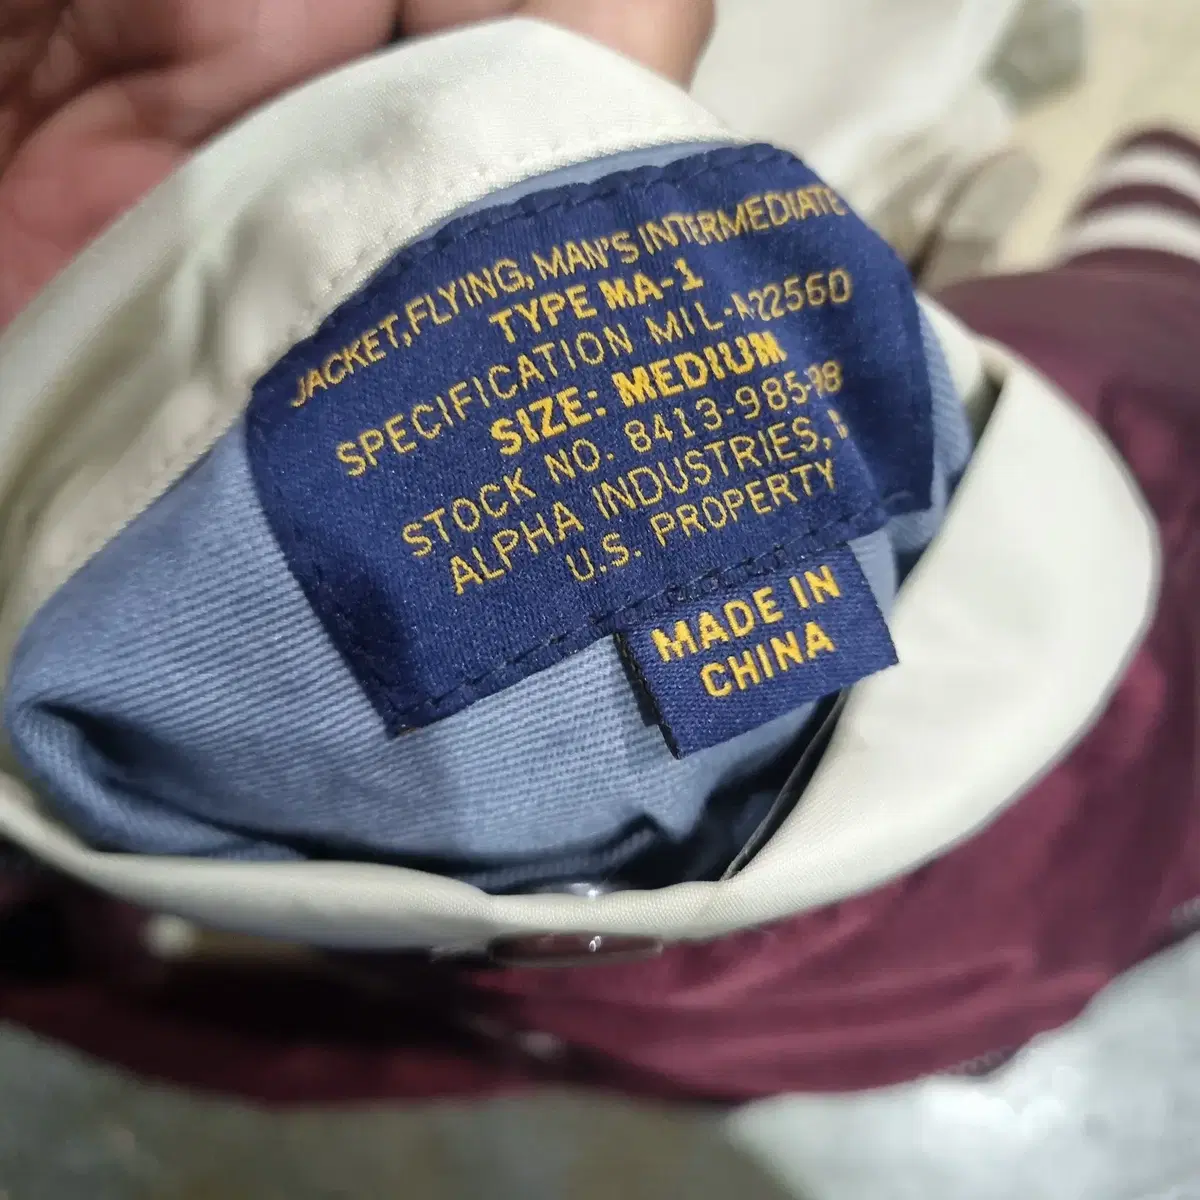 JACKET, FLYING, MAN'S INTERMEDIATE
TYPE MA-1
SPECIFICATION MIL-A22560
SIZE: MEDIUM
STOCK NO. 8413-985-
ALPHA INDUSTRIES,
U.S. PROPERTY
MADE IN
CHINA